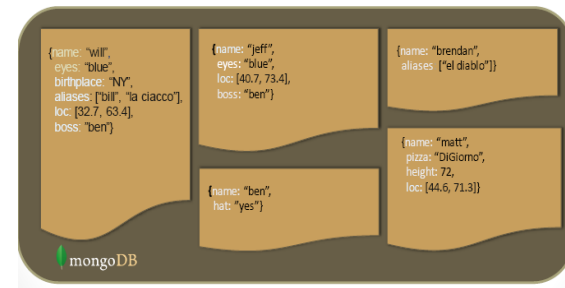 {name: "will",
eyes: "blue",
birthplace: "NY",
aliases: ["bill", "la ciacco"],
loc: [32.7, 63.4],
boss: "ben"}
{name: "jeff",
eyes: "blue",
loc: [40.7, 73.4],
boss: "ben"}
{name: "brendan",
aliases ["el diablo"]}
{name: "ben",
hat: "yes"}
{name: "matt",
pizza: "DiGiorno",
height: 72,
loc: [44.6, 71.3]}
mongoDB